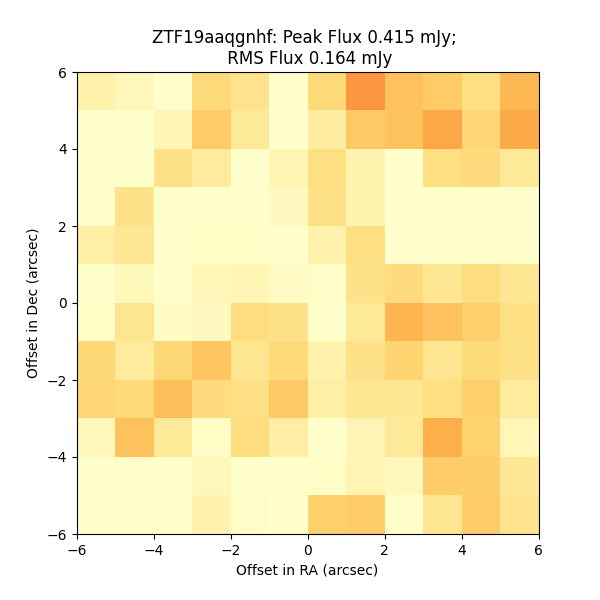 ZTF19aaqgnhf: Peak Flux 0.415 mJy;
RMS Flux 0.164 mJy
6
4
2
0
−2
−4
−6
Offset in Dec (arcsec)
−6 −4 −2 0 2 4 6
Offset in RA (arcsec)